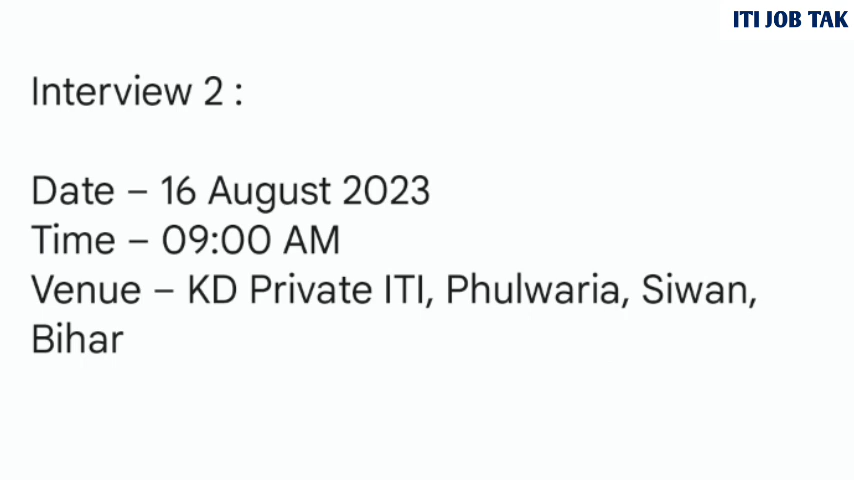 ITI JOB TAK
Interview 2 :
Date – 16 August 2023
Time – 09:00 AM
Venue – KD Private ITI, Phulwaria, Siwan,
Bihar